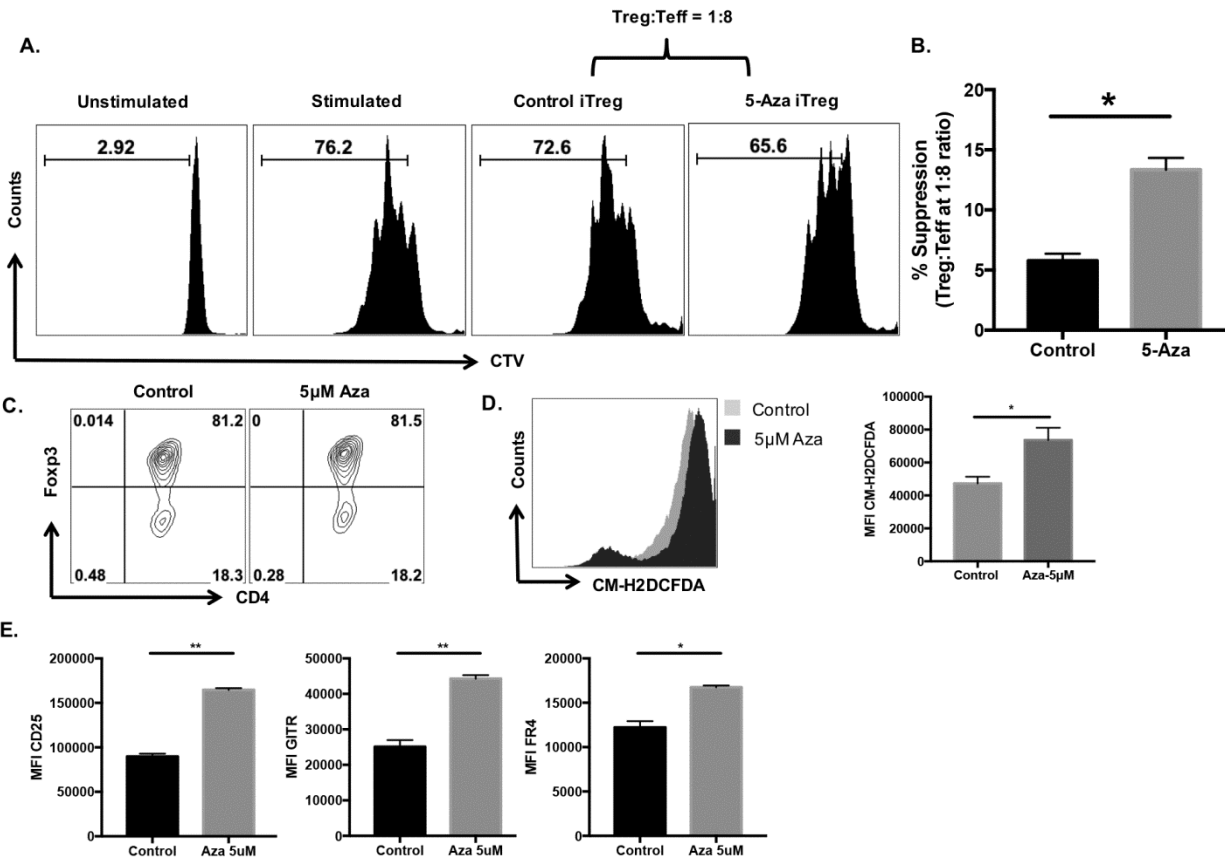 Treg:Teff = 1:8
A.
Unstimulated
Stimulated
Control iTreg
5-Aza iTreg
2.92
76.2
72.6
65.6
Counts
CTV
B.
% Suppression
(Treg:Teff at 1:8 ratio)
20
15
10
5
0
*
Control
5-Aza
C.
Control
5µM Aza
0.014
81.2
0
81.5
0.48
18.3
0.28
18.2
Foxp3
CD4
D.
Counts
CM-H2DCFDA
Control
5µM Aza
MFI CM-H2DCFDA
100000
80000
60000
40000
20000
0
*
Control
Aza-5µM
E.
MFI CD25
200000
150000
100000
50000
0
**
Control
Aza 5uM
MFI GITR
50000
40000
30000
20000
10000
0
**
Control
Aza 5uM
MFI FR4
20000
15000
10000
5000
0
*
Control
Aza 5uM